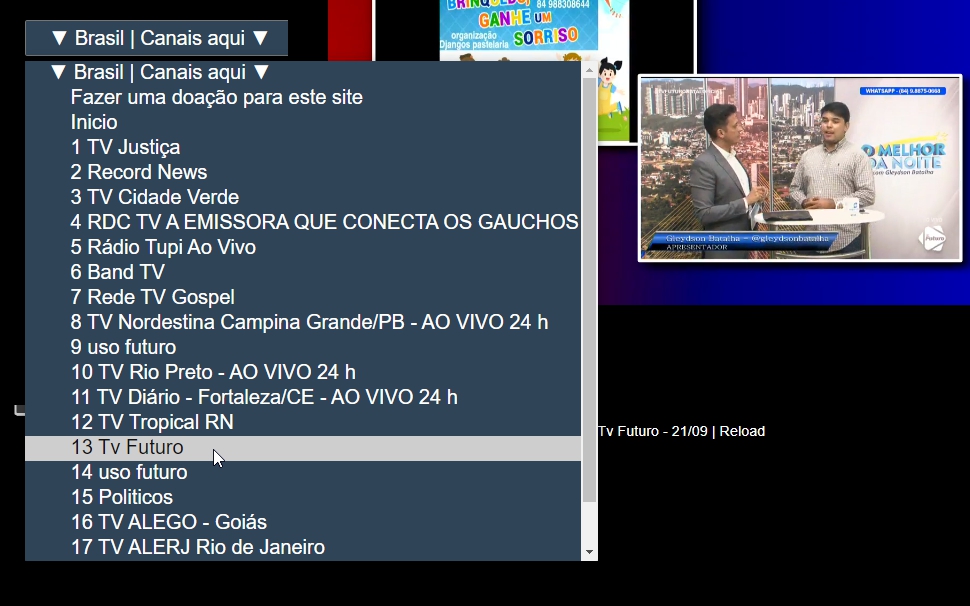 ▼ Brasil | Canais aqui ▼
▼ Brasil | Canais aqui ▼
Fazer uma doação para este site
Inicio
1 TV Justiça
2 Record News
3 TV Cidade Verde
4 RDC TV A EMISSORA QUE CONECTA OS GAUCHOS
5 Rádio Tupi Ao Vivo
6 Band TV
7 Rede TV Gospel
8 TV Nordestina Campina Grande/PB - AO VIVO 24 h
9 uso futuro
10 TV Rio Preto - AO VIVO 24 h
11 TV Diário - Fortaleza/CE - AO VIVO 24 h
12 TV Tropical RN
13 Tv Futuro
14 uso futuro
15 Politicos
16 TV ALEGO - Goiás
17 TV ALERJ Rio de Janeiro
BRINQUEDO,
84 988308644
GANHE UM
SORRISO
organização
Djangos pastelaria
WHATSAPP - (84) 9.8875-0668
O MELHOR
DA NOITE
com Gleydson Batalha
Gleydson Batalha - @gleydsonbatalha
APRESENTADOR
Futuro
Tv Futuro - 21/09 | Reload